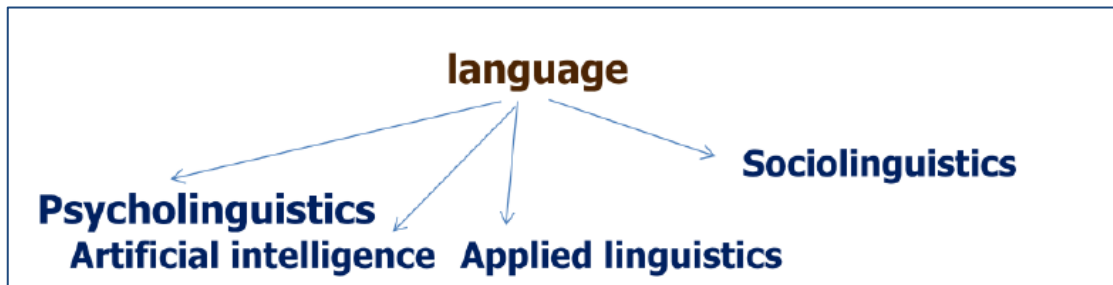 language
Sociolinguistics
Psycholinguistics
Artificial intelligence Applied linguistics